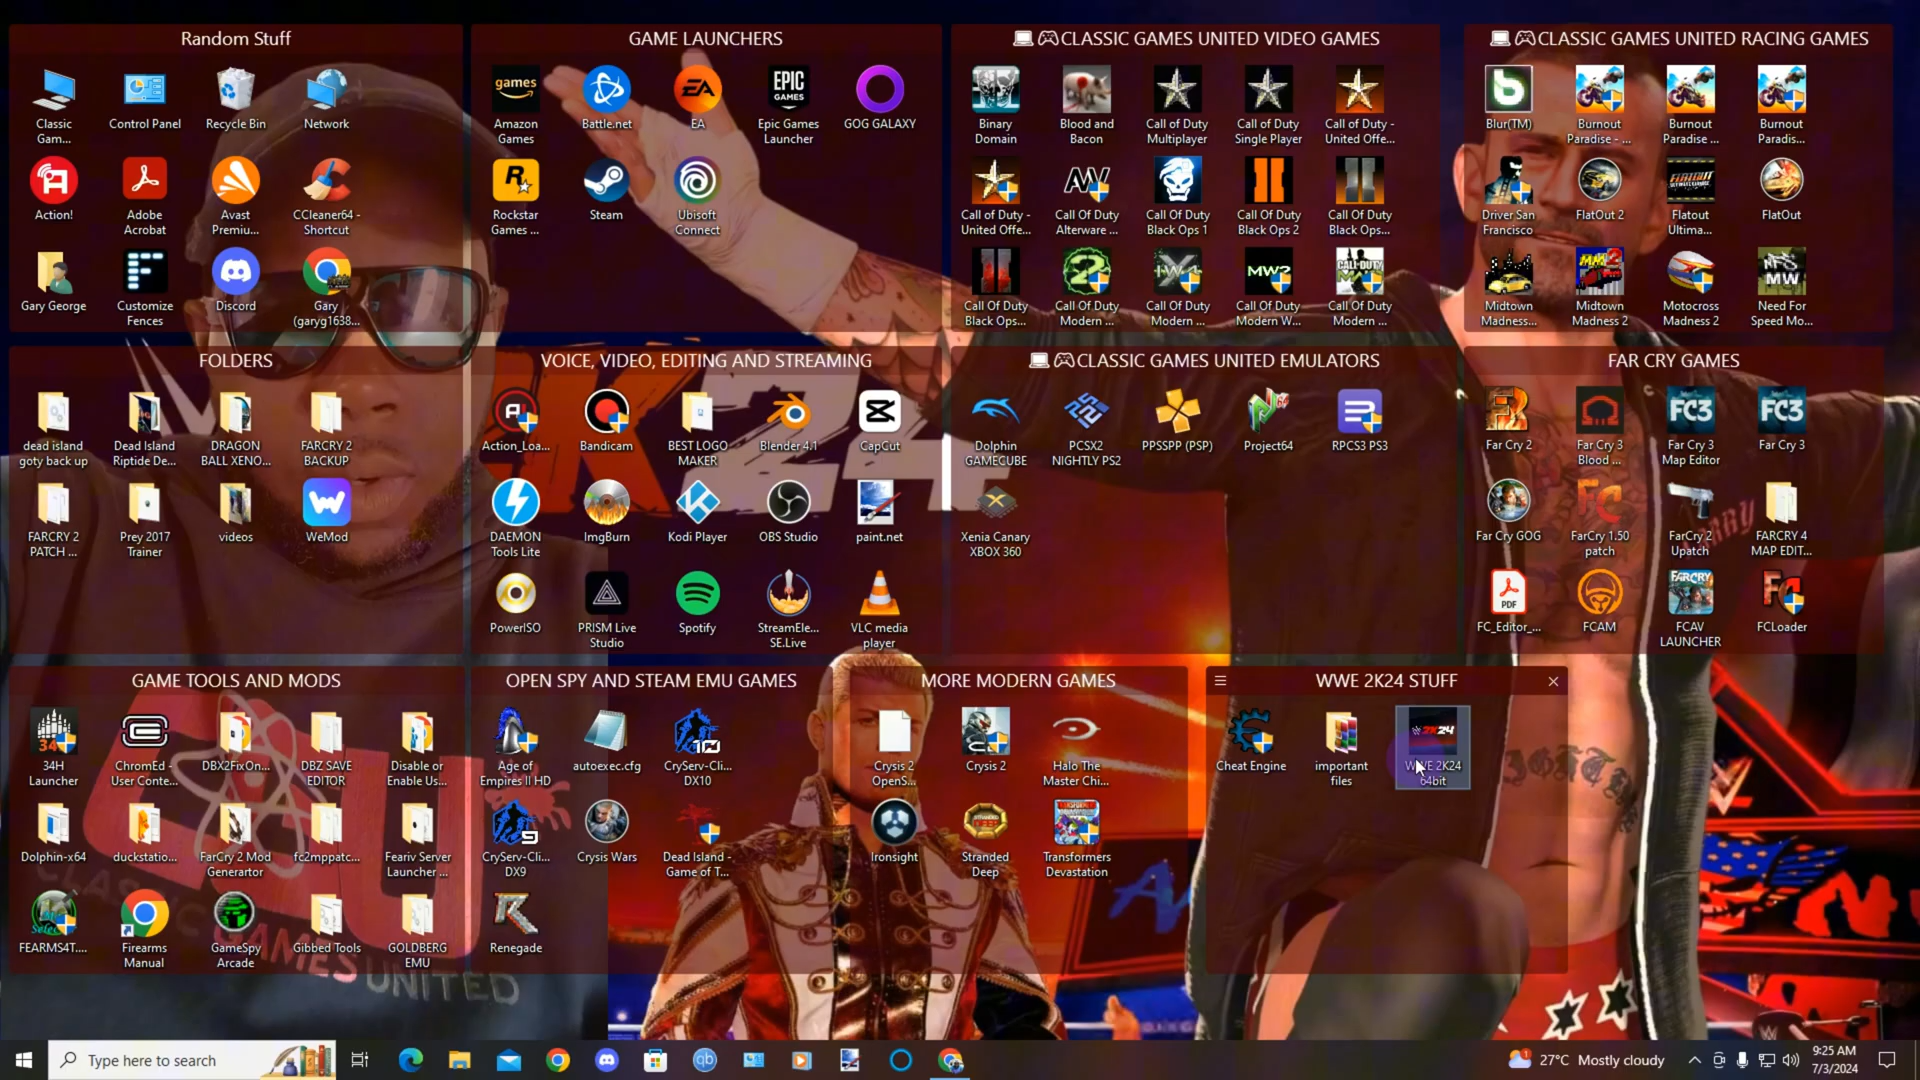 Random Stuff
Classic Gam...
Control Panel
Recycle Bin
Network
Action!
Adobe Acrobat
Avast Premiu...
CCleaner64 - Shortcut
Gary George
Customize Fences
Discord
Gary (garyg1638...
GAME LAUNCHERS
games
Amazon Games
Battle.net
EA
EA
EPIC GAMES
Epic Games Launcher
GOG GALAXY
Rockstar Games ...
Steam
Ubisoft Connect
CLASSIC GAMES UNITED VIDEO GAMES
Binary Domain
Blood and Bacon
Call of Duty Multiplayer
Call of Duty Single Player
Call of Duty - United Offe...
Call of Duty - United Offe...
Call Of Duty Alterware ...
Call Of Duty Black Ops 1
Call Of Duty Black Ops 2
Call Of Duty Black Ops...
Call Of Duty Black Ops...
Call Of Duty Modern ...
Call Of Duty Modern ...
MW2
Call Of Duty Modern W...
Call Of Duty Modern ...
CLASSIC GAMES UNITED RACING GAMES
Blur(TM)
Burnout Paradise - ...
Burnout Paradise ...
Burnout Paradis...
Driver San Francisco
FlatOut 2
Flatout Ultima...
FlatOut
Midtown Madness...
Midtown Madness 2
Motocross Madness 2
Need For Speed Mo...
FOLDERS
dead island goty back up
Dead Island Riptide De...
DRAGON BALL XENO...
FARCRY 2 BACKUP
FARCRY 2 PATCH ...
Prey 2017 Trainer
videos
WeMod
VOICE, VIDEO, EDITING AND STREAMING
Action_Loa...
Bandicam
BEST LOGO MAKER
Blender 4.1
CapCut
DAEMON Tools Lite
ImgBurn
Kodi Player
OBS Studio
paint.net
PowerISO
PRISM Live Studio
Spotify
StreamEle... SE.Live
VLC media player
CLASSIC GAMES UNITED EMULATORS
Dolphin GAMECUBE
PCSX2 NIGHTLY PS2
PPSSPP (PSP)
Project64
RPCS3 PS3
Xenia Canary XBOX 360
FAR CRY GAMES
Far Cry 2
Far Cry 3 Blood ...
FC3
Far Cry 3 Map Editor
FC3
Far Cry 3
Far Cry GOG
FarCry 1.50 patch
FarCry 2 Upatch
FARCRY 4 MAP EDIT...
PDF
FC_Editor_...
FCAM
FCAV LAUNCHER
FCLoader
GAME TOOLS AND MODS
34H Launcher
ChromEd - User Conte...
DBX2FixOn...
DBZ SAVE EDITOR
Disable or Enable Us...
Dolphin-x64
duckstatio...
FarCry 2 Mod Generartor
fc2mppatc...
Feariv Server Launcher ...
FEARMS4T....
Firearms Manual
GameSpy Arcade
Gibbed Tools
GOLDBERG EMU
OPEN SPY AND STEAM EMU GAMES
Age of Empires II HD
autoexec.cfg
CryServ-Cli... DX10
CryServ-Cli... DX9
Crysis Wars
Dead Island - Game of T...
Renegade
MORE MODERN GAMES
Crysis 2 OpenS...
Crysis 2
Halo The Master Chi...
Ironsight
Stranded Deep
Transformers Devastation
WWE 2K24 STUFF
Cheat Engine
important files
2K24
WWE 2K24 64bit
K24
CLASSIC GAMES UNITED
Type here to search
qb
27°C Mostly cloudy
9:25 AM
7/3/2024